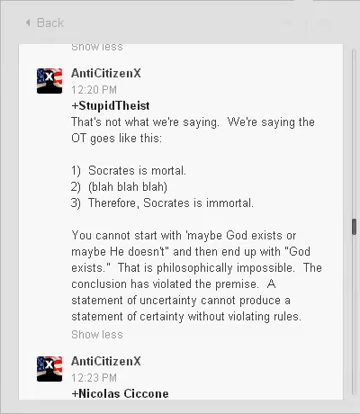 Back
Show less
AntiCitizenX
12:20 PM
+StupidTheist
That's not what we're saying. We're saying the
OT goes like this:
1) Socrates is mortal.
2) (blah blah blah)
3) Therefore, Socrates is immortal.
You cannot start with 'maybe God exists or
maybe He doesn't" and then end up with "God
exists." That is philosophically impossible. The
conclusion has violated the premise. A
statement of uncertainty cannot produce a
statement of certainty without violating rules.
Show less
AntiCitizenX
12:23 PM
+Nicolas Ciccone